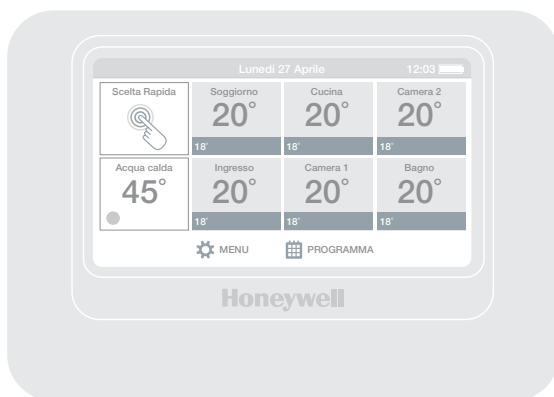 Lunedi 27 Aprile 12:03
Scelta Rapida
Soggiorno
20°
18°
Cucina
20°
18°
Camera 2
20°
18°
Acqua calda
45°
Ingresso
20°
18°
Camera 1
20°
18°
Bagno
20°
18°
MENU
PROGRAMMA
Honeywell